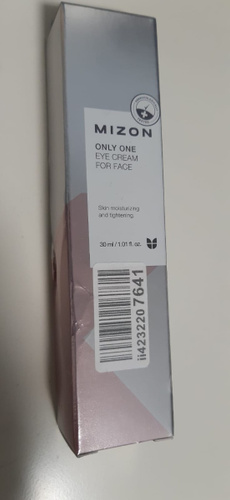 MIZON
ONLY ONE
EYE CREAM
FOR FACE
Skin moisturizing
and tightening
30 ml / 1.01 fl. oz.
ii4232207641